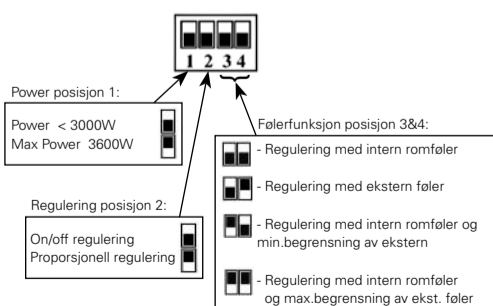 1 2 3 4
Power posisjon 1:
Power < 3000W
Max Power 3600W
Regulering posisjon 2:
On/off regulering
Proporsjonell regulering
Følerfunksjon posisjon 3&4:
- Regulering med intern romføler
- Regulering med ekstern føler
- Regulering med intern romføler og
min.begrensning av ekstern
- Regulering med intern romføler
og max.begrensning av ekst. føler